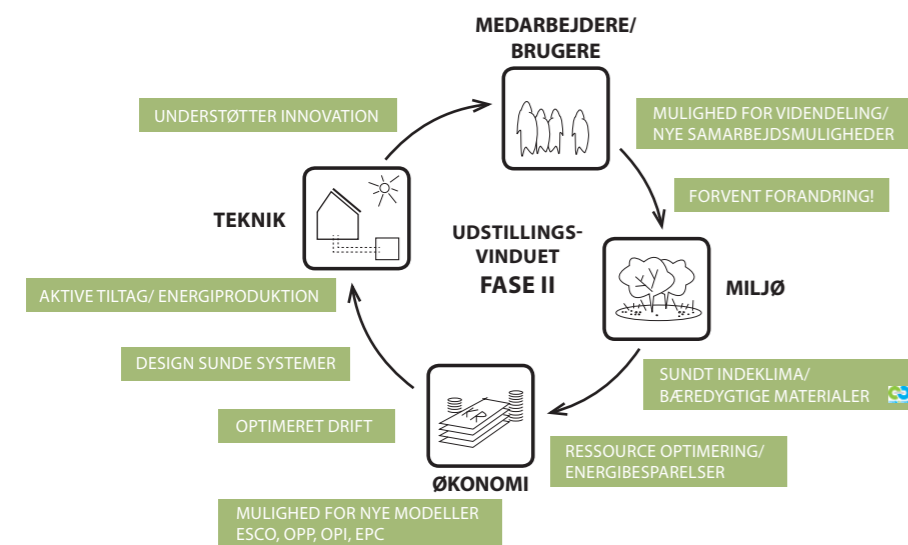 MEDARBEJDERE/
BRUGERE
UNDERSTØTTER INNOVATION
MULIGHED FOR VIDENDELING/
NYE SAMARBEJDSMULIGHEDER
FORVENT FORANDRING!
TEKNIK
UDSTILLINGS-
VINDUET
FASE II
MILJØ
AKTIVE TILTAG/ ENERGIPRODUKTION
DESIGN SUNDE SYSTEMER
SUNDT INDEKLIMA/
BÆREDYGTIGE MATERIALER
OPTIMERET DRIFT
KR
RESSOURCE OPTIMERING/
ENERGIBESPARELSER
ØKONOMI
MULIGHED FOR NYE MODELLER
ESCO, OPP, OPI, EPC